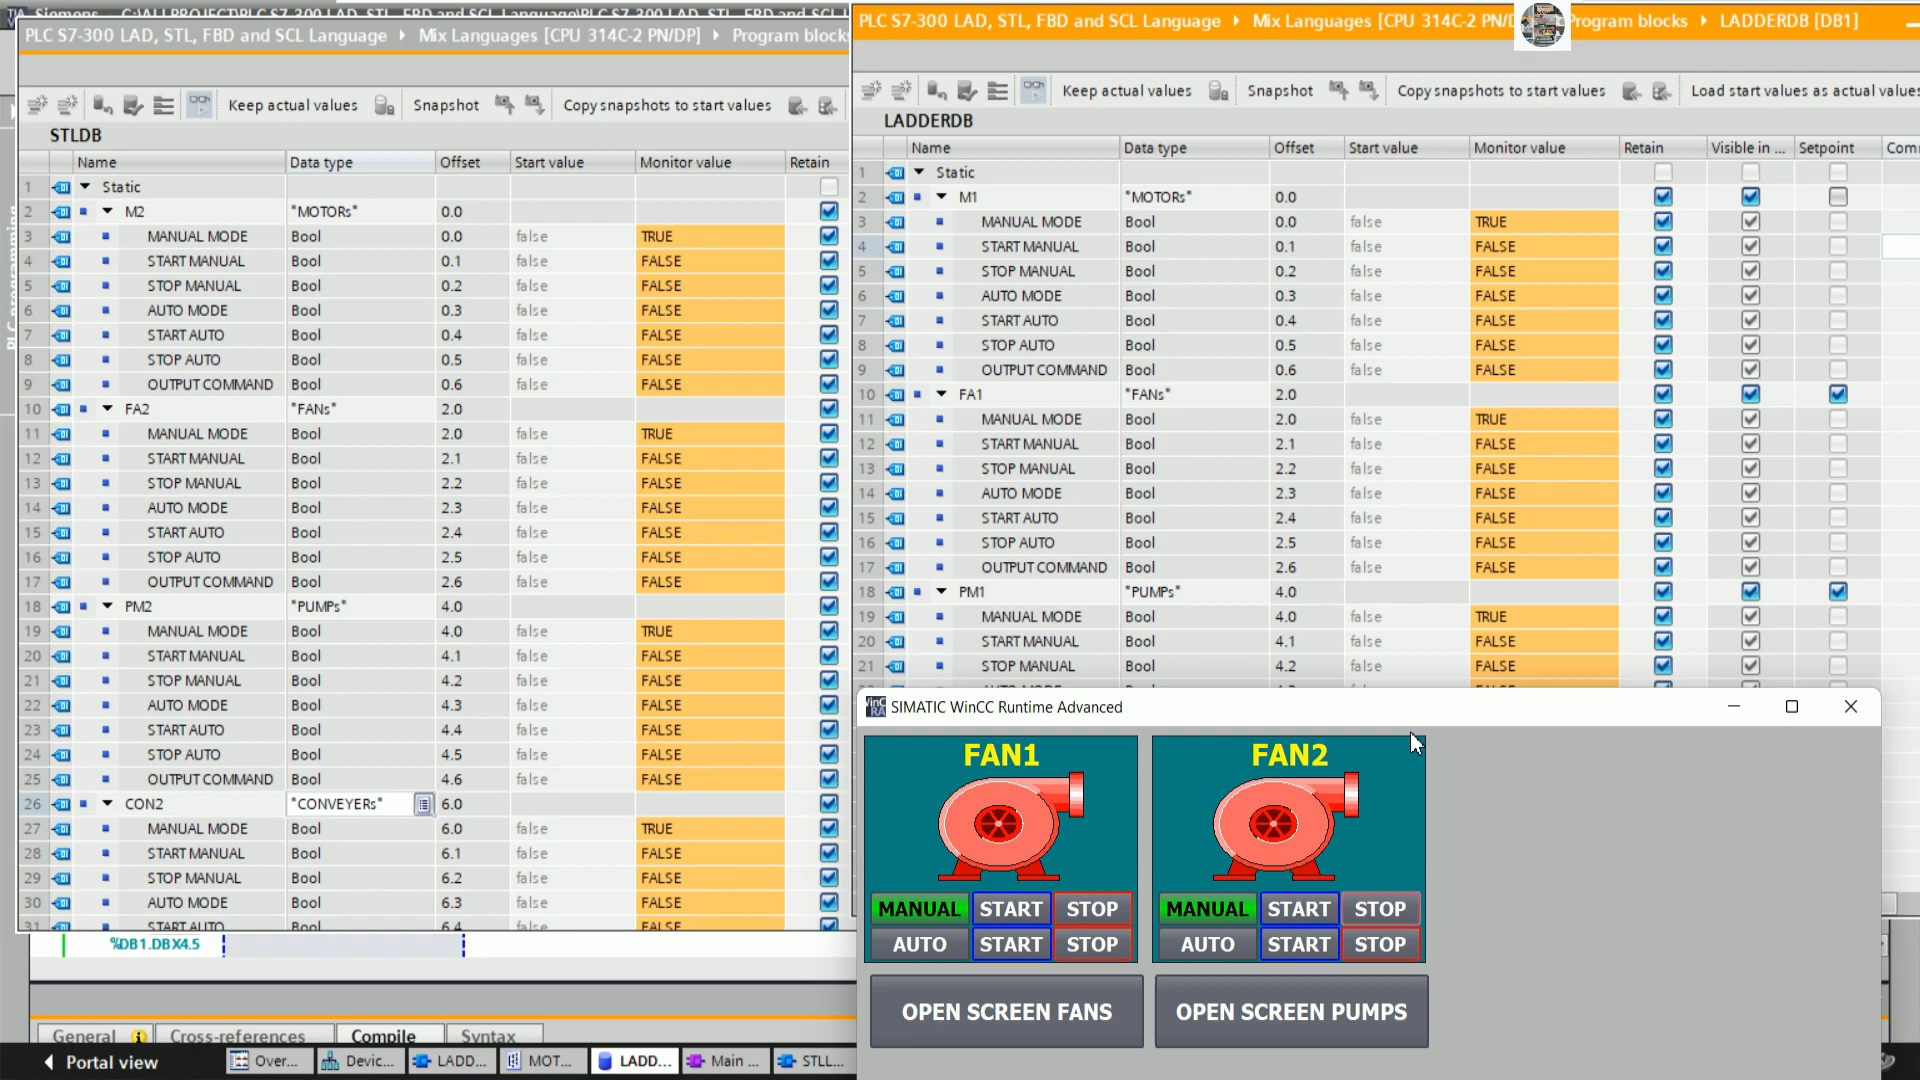 PLC S7-300 LAD, STL, FBD and SCL Language ▸ Mix Languages [CPU 314C-2 PN/DP] ▸ Program block
Keep actual values Snapshot Copy snapshots to start values
STLDB
Name Data type Offset Start value Monitor value Retain
1 Static
2 M2 "MOTORs" 0.0
3 MANUAL MODE Bool 0.0 false TRUE
4 START MANUAL Bool 0.1 false FALSE
5 STOP MANUAL Bool 0.2 false FALSE
6 AUTO MODE Bool 0.3 false FALSE
7 START AUTO Bool 0.4 false FALSE
8 STOP AUTO Bool 0.5 false FALSE
9 OUTPUT COMMAND Bool 0.6 false FALSE
10 FA2 "FANs" 2.0
11 MANUAL MODE Bool 2.0 false TRUE
12 START MANUAL Bool 2.1 false FALSE
13 STOP MANUAL Bool 2.2 false FALSE
14 AUTO MODE Bool 2.3 false FALSE
15 START AUTO Bool 2.4 false FALSE
16 STOP AUTO Bool 2.5 false FALSE
17 OUTPUT COMMAND Bool 2.6 false FALSE
18 PM2 "PUMPs" 4.0
19 MANUAL MODE Bool 4.0 false TRUE
20 START MANUAL Bool 4.1 false FALSE
21 STOP MANUAL Bool 4.2 false FALSE
22 AUTO MODE Bool 4.3 false FALSE
23 START AUTO Bool 4.4 false FALSE
24 STOP AUTO Bool 4.5 false FALSE
25 OUTPUT COMMAND Bool 4.6 false FALSE
26 CON2 "CONVEYERs" 6.0
27 MANUAL MODE Bool 6.0 false TRUE
28 START MANUAL Bool 6.1 false FALSE
29 STOP MANUAL Bool 6.2 false FALSE
30 AUTO MODE Bool 6.3 false FALSE
31 START AUTO Bool 6.4 false FALSE
%DB1.DBX4.5
General Cross-references Compile Syntax
PLC S7-300 LAD, STL, FBD and SCL Language ▸ Mix Languages [CPU 314C-2 PN/D Program blocks ▸ LADDERDB [DB1]
Keep actual values Snapshot Copy snapshots to start values Load start values as actual values
LADDERDB
Name Data type Offset Start value Monitor value Retain Visible in ... Setpoint Com
1 Static
2 M1 "MOTORs" 0.0
3 MANUAL MODE Bool 0.0 false TRUE
4 START MANUAL Bool 0.1 false FALSE
5 STOP MANUAL Bool 0.2 false FALSE
6 AUTO MODE Bool 0.3 false FALSE
7 START AUTO Bool 0.4 false FALSE
8 STOP AUTO Bool 0.5 false FALSE
9 OUTPUT COMMAND Bool 0.6 false FALSE
10 FA1 "FANs" 2.0
11 MANUAL MODE Bool 2.0 false TRUE
12 START MANUAL Bool 2.1 false FALSE
13 STOP MANUAL Bool 2.2 false FALSE
14 AUTO MODE Bool 2.3 false FALSE
15 START AUTO Bool 2.4 false FALSE
16 STOP AUTO Bool 2.5 false FALSE
17 OUTPUT COMMAND Bool 2.6 false FALSE
18 PM1 "PUMPs" 4.0
19 MANUAL MODE Bool 4.0 false TRUE
20 START MANUAL Bool 4.1 false FALSE
21 STOP MANUAL Bool 4.2 false FALSE
SIMATIC WinCC Runtime Advanced
FAN1 FAN2
MANUAL START STOP MANUAL START STOP
AUTO START STOP AUTO START STOP
OPEN SCREEN FANS OPEN SCREEN PUMPS
Portal view Over... Devic... LADD... MOT... LADD... Main ... STLL...